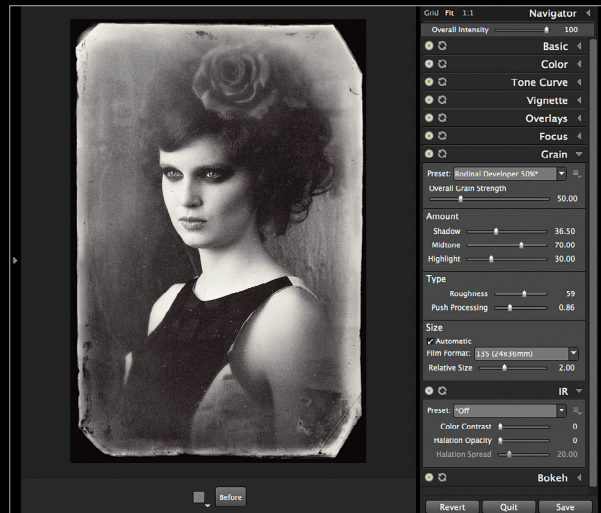 Grid Fit 1:1 Navigator
Overall Intensity 100
Basic
Color
Tone Curve
Vignette
Overlays
Focus
Grain
Preset: Rodinal Developer 50%*
Overall Grain Strength
50.00
Amount
Shadow 36.50
Midtone 70.00
Highlight 30.00
Type
Roughness 59
Push Processing 0.86
Size
Automatic
Film Format: 135 (24x36mm)
Relative Size 2.00
IR
Preset: *Off
Color Contrast 0
Halation Opacity 0
Halation Spread 20.00
Bokeh
Before
Revert Quit Save